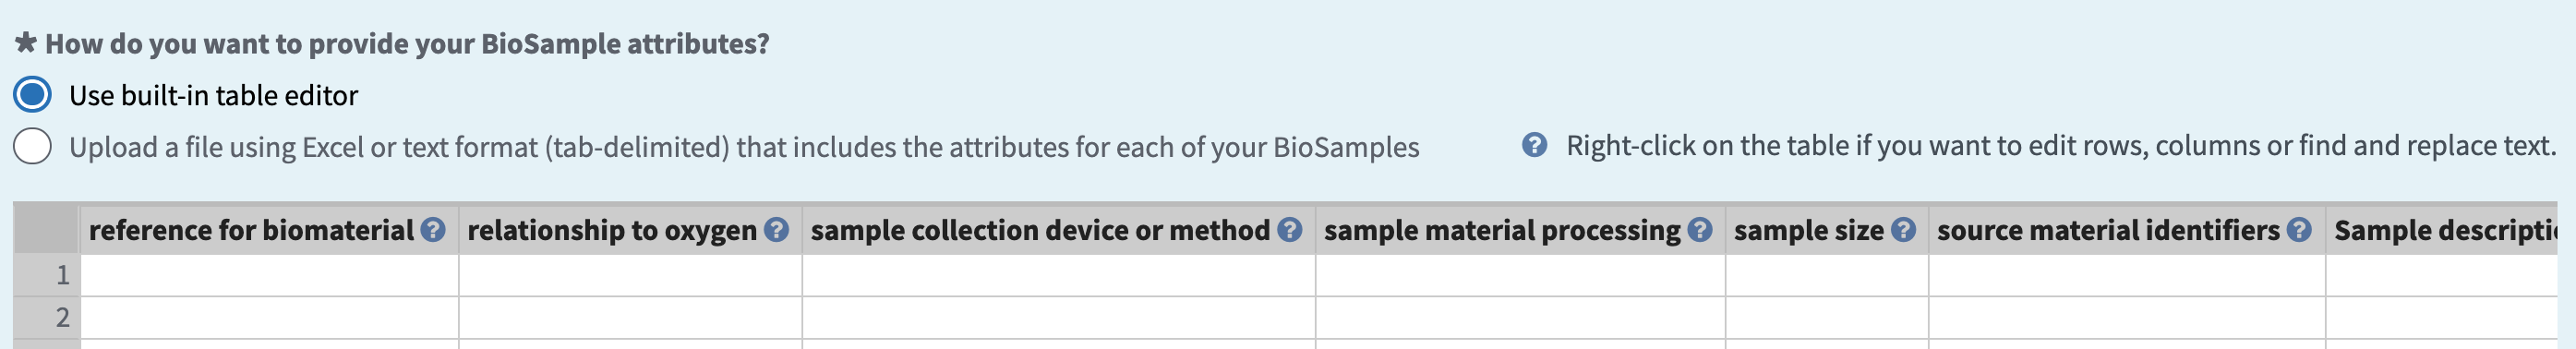 * How do you want to provide your BioSample attributes?
Use built-in table editor
Upload a file using Excel or text format (tab-delimited) that includes the attributes for each of your BioSamples ? Right-click on the table if you want to edit rows, columns or find and replace text.
reference for biomaterial ? relationship to oxygen ? sample collection device or method ? sample material processing ? sample size ? source material identifiers ? Sample descripti
1
2